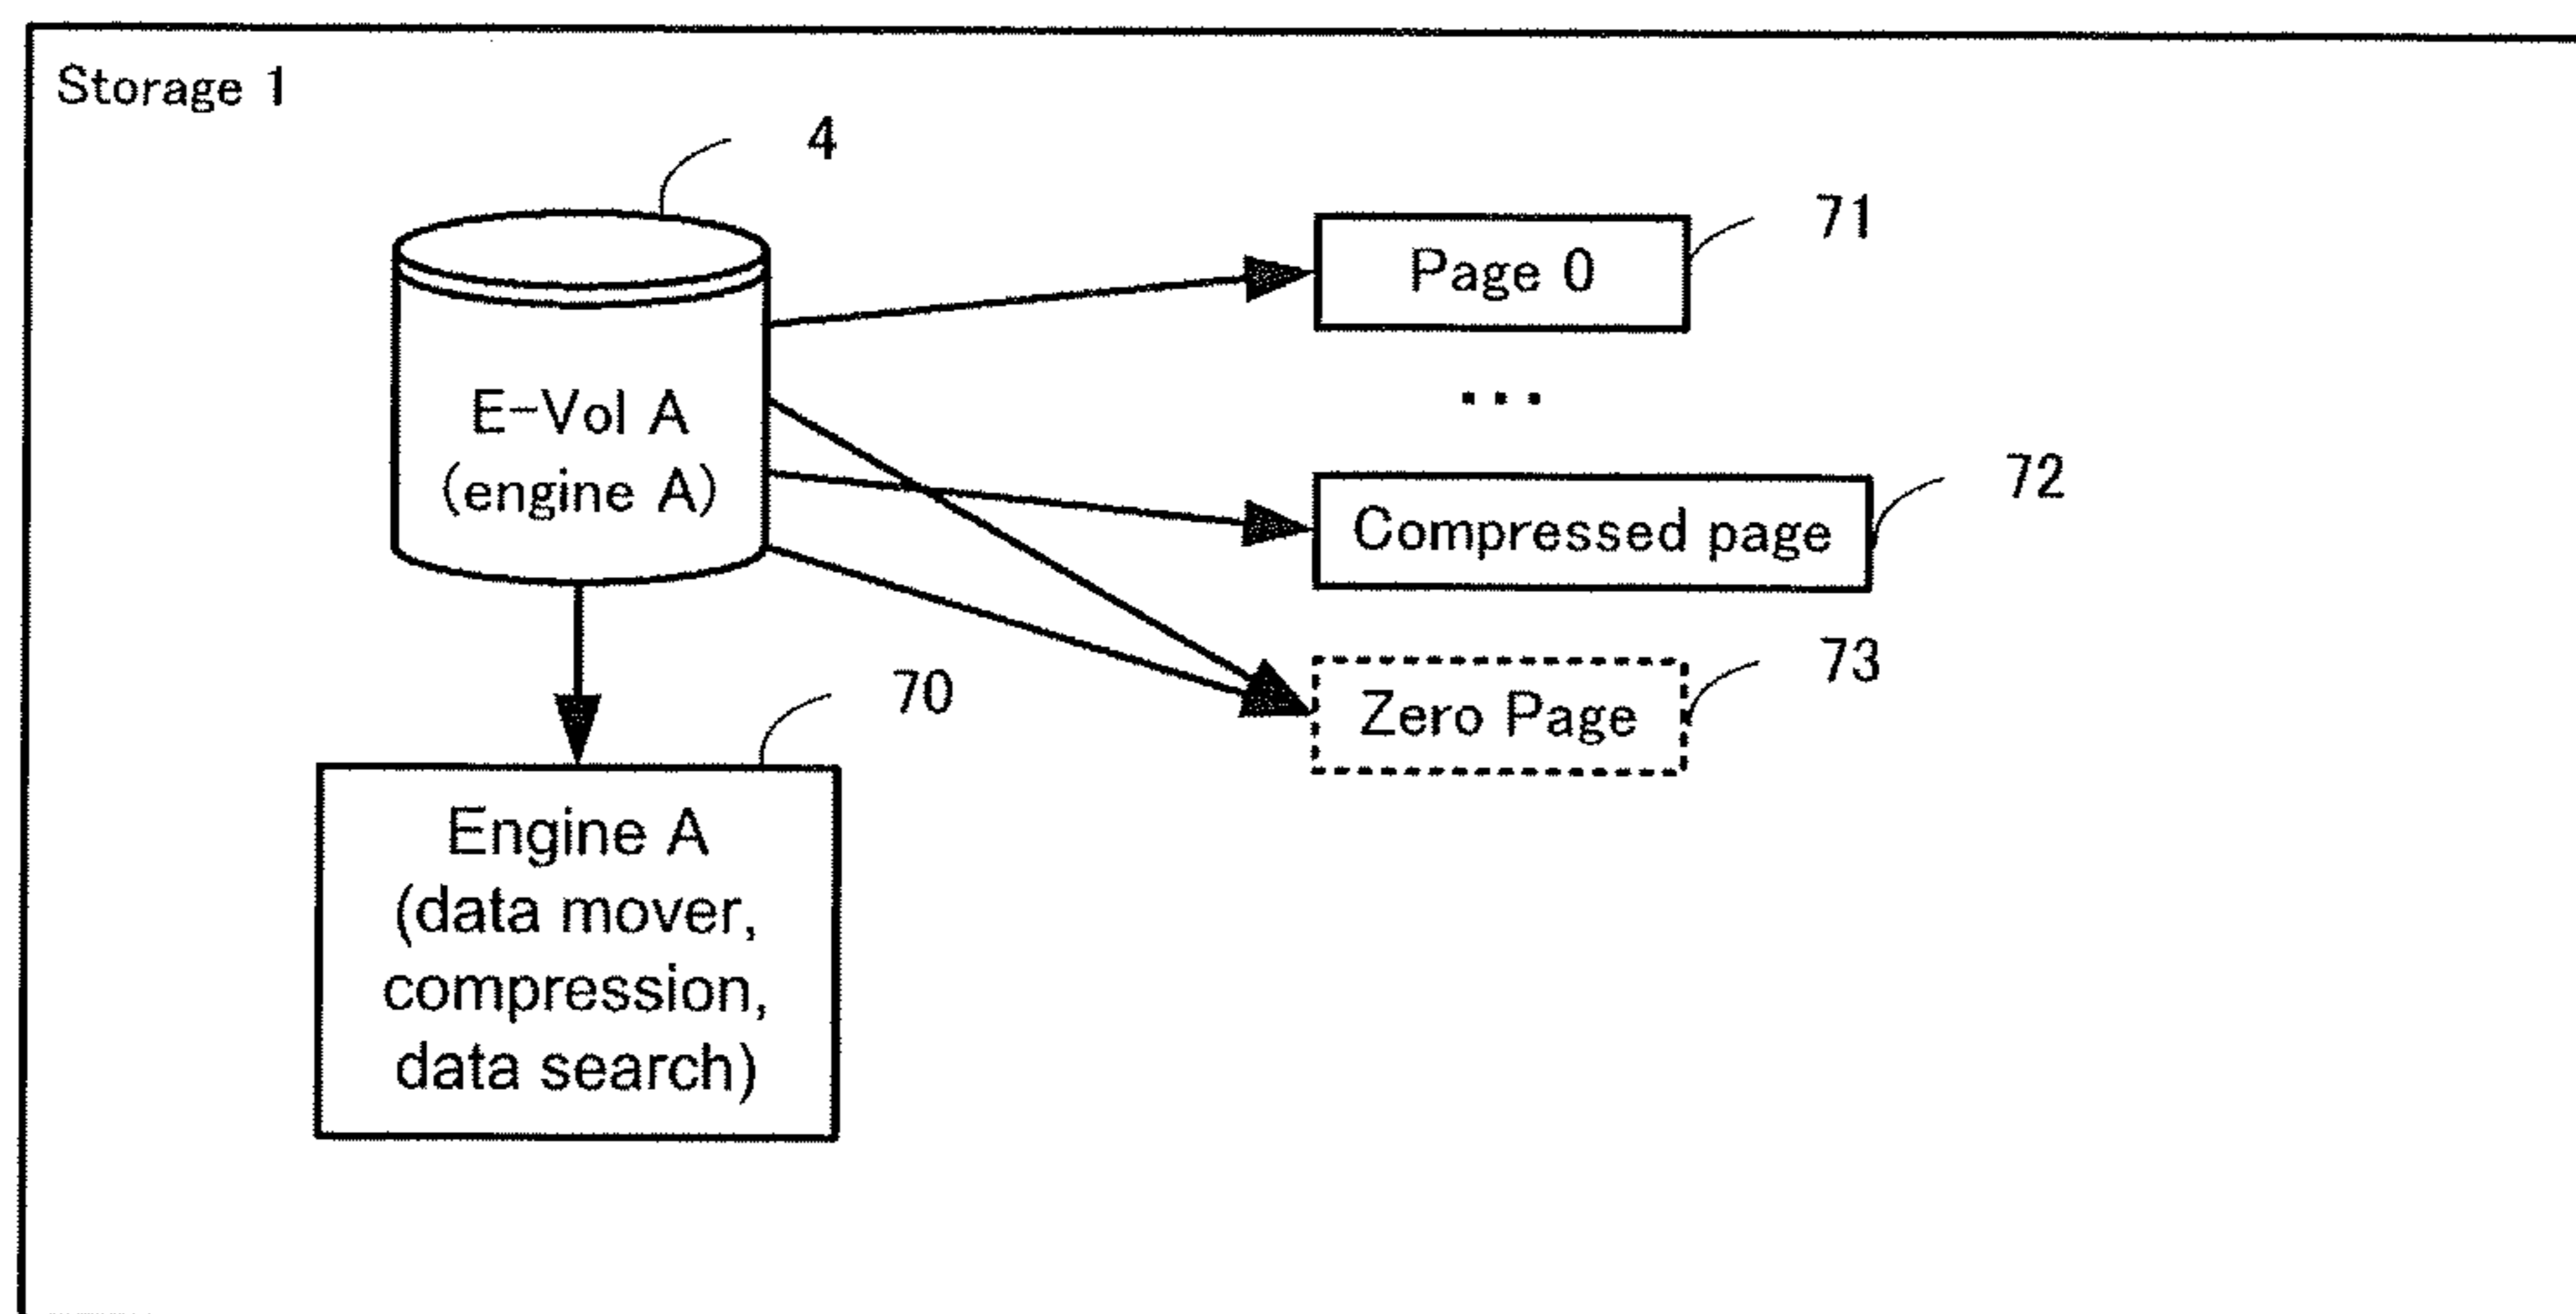 Storage 1
4
71
Page 0
...
E-Vol A
(engine A)
72
Compressed page
73
Zero Page
70
Engine A
(data mover,
compression,
data search)